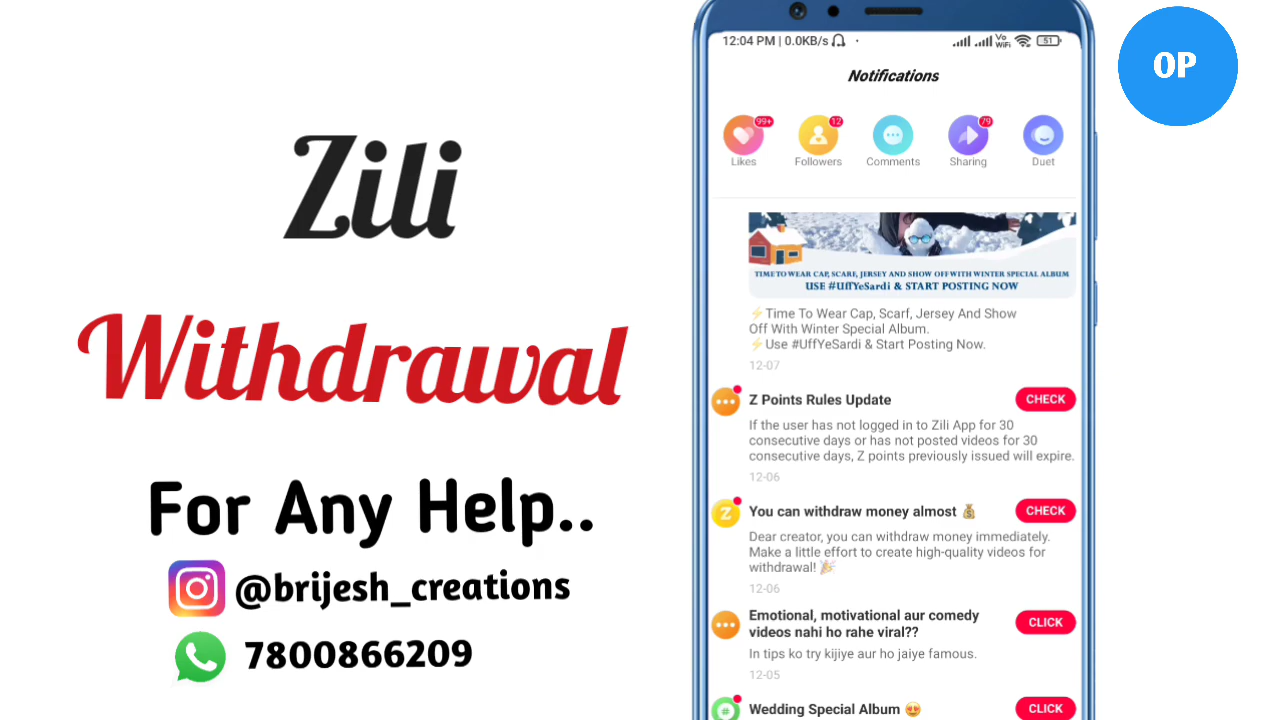 Zili
Withdrawal
For Any Help..
@brijesh_creations
7800866209
OP
12:04 PM | 0.0KB/s
Vo
WiFi
51
Notifications
99+
12
79
Likes
Followers
Comments
Sharing
Duet
TIME TO WEAR CAP, SCARF, JERSEY AND SHOW OFF WITH WINTER SPECIAL ALBUM
USE #UffYeSardi & START POSTING NOW
⚡Time To Wear Cap, Scarf, Jersey And Show
Off With Winter Special Album.
⚡Use #UffYeSardi & Start Posting Now.
12-07
Z Points Rules Update
CHECK
If the user has not logged in to Zili App for 30
consecutive days or has not posted videos for 30
consecutive days, Z points previously issued will expire.
12-06
Z
You can withdraw money almost 💰
CHECK
Dear creator, you can withdraw money immediately.
Make a little effort to create high-quality videos for
withdrawal! 🎉
12-06
Emotional, motivational aur comedy
videos nahi ho rahe viral??
CLICK
In tips ko try kijiye aur ho jaiye famous.
12-05
#
Wedding Special Album 😍
CLICK